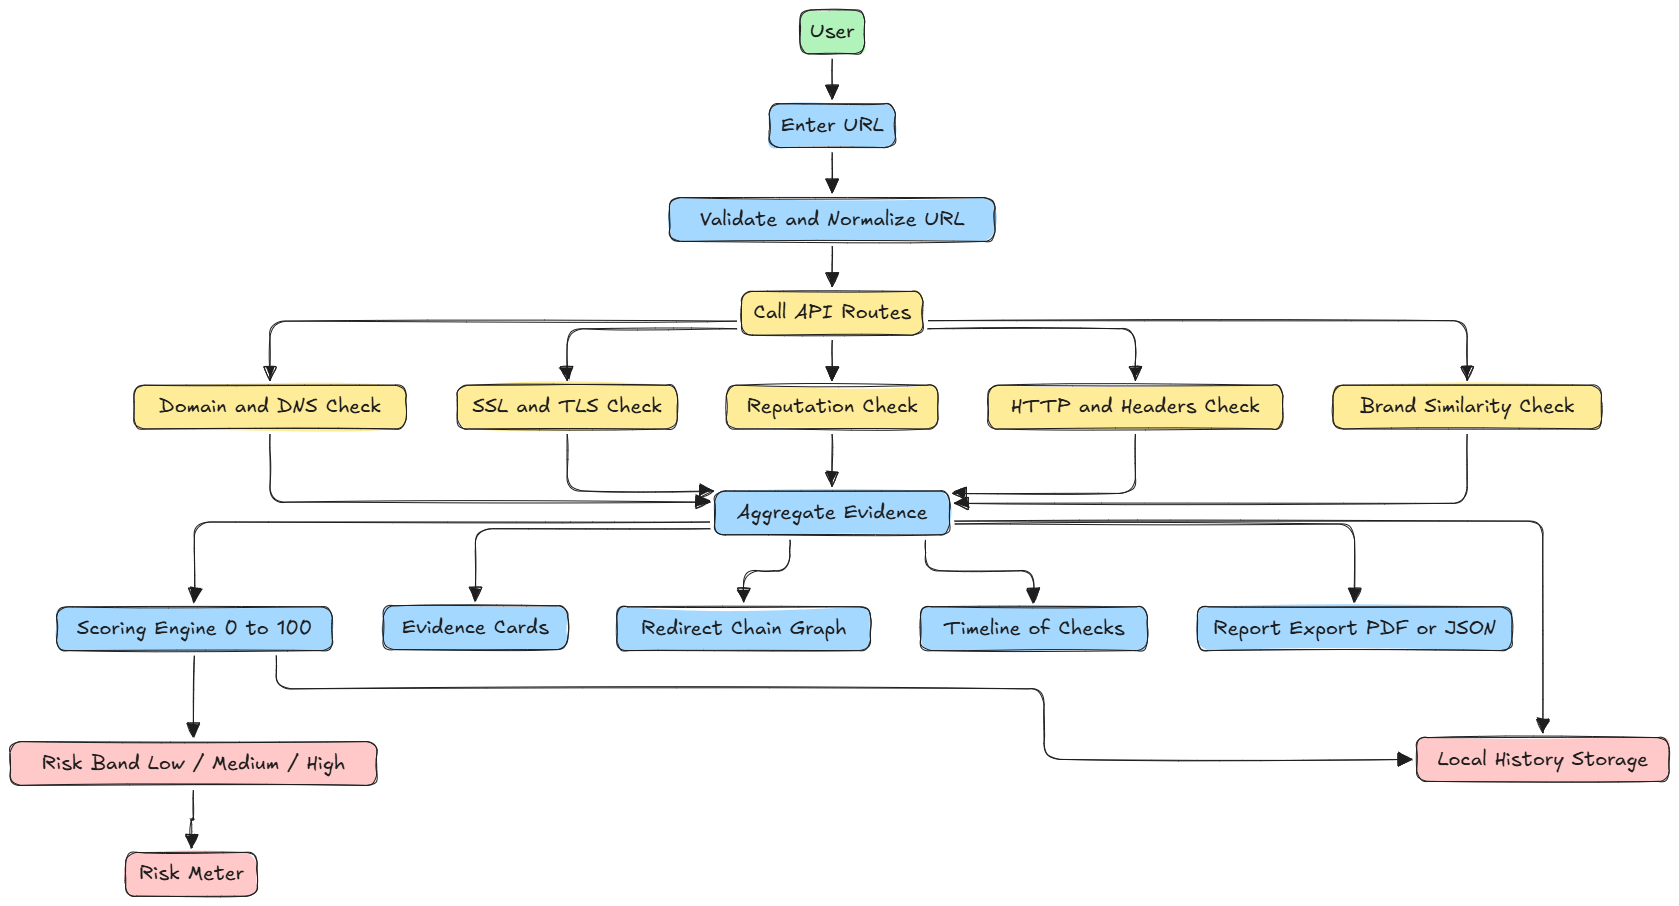 User
Enter URL
Validate and Normalize URL
Call API Routes
Domain and DNS Check
SSL and TLS Check
Reputation Check
HTTP and Headers Check
Brand Similarity Check
Aggregate Evidence
Scoring Engine 0 to 100
Evidence Cards
Redirect Chain Graph
Timeline of Checks
Report Export PDF or JSON
Risk Band Low / Medium / High
Local History Storage
Risk Meter